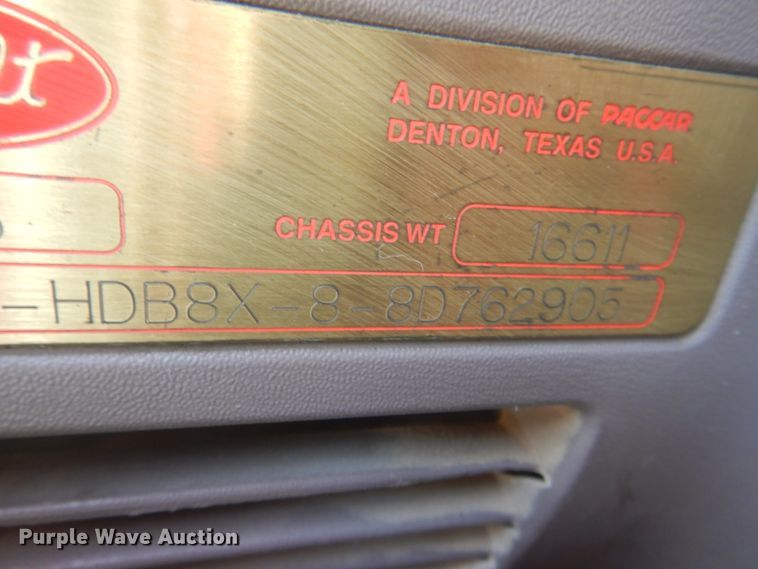 A DIVISION OF PACCAR
DENTON, TEXAS U.S.A.
CHASSIS WT 16611
-HDB8X-8-8D762905
Purple Wave Auction